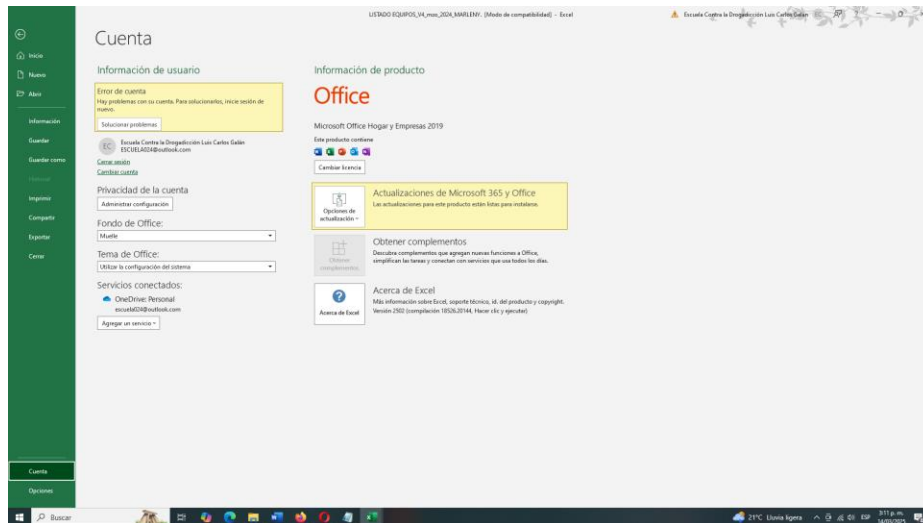 LISTADO EQUIPOS_V4_mos_2024_MARLENY. [Modo de compatibilidad] - Excel
Escuela Contra la Drogadicción Luis Carlos Galán
Inicio
Nuevo
Abrir
Información
Guardar
Guardar como
Imprimir
Compartir
Exportar
Cerrar
Cuenta
Opciones
Cuenta
Información de usuario
Error de cuenta
Hay problemas con su cuenta. Para solucionarlos, inicie sesión de
nuevo.
Solucionar problemas
EC
Escuela Contra la Drogadicción Luis Carlos Galán
ESCUELA024@outlook.com
Cerrar sesión
Cambiar cuenta
Privacidad de la cuenta
Administrar configuración
Fondo de Office:
Muelle
Tema de Office:
Utilizar la configuración del sistema
Servicios conectados:
OneDrive: Personal
escuela024@outlook.com
Agregar un servicio
Información de producto
Office
Microsoft Office Hogar y Empresas 2019
Este producto contiene
Cambiar licencia
Opciones de
actualización
Actualizaciones de Microsoft 365 y Office
Las actualizaciones para este producto están listas para instalarse.
Obtener
complementos
Obtener complementos
Descubra complementos que agregan nuevas funciones a Office,
simplifican las tareas y conectan con servicios que usa todos los días.
Acerca de Excel
Acerca de Excel
Más información sobre Excel, soporte técnico, id. del producto y copyright.
Versión 2502 (compilación 18526.20144, Hacer clic y ejecutar)
Buscar
21°C Lluvia ligera
ESP
3:11 p. m.
14/03/2025